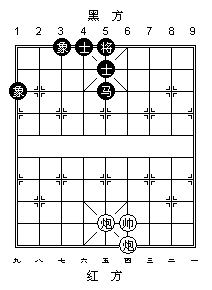 黑 方
1 2 3 4 5 6 7 8 9
象 士 将
士
象 马
炮 帅
炮
九 八 七 六 五 四 三 二 一
红 方